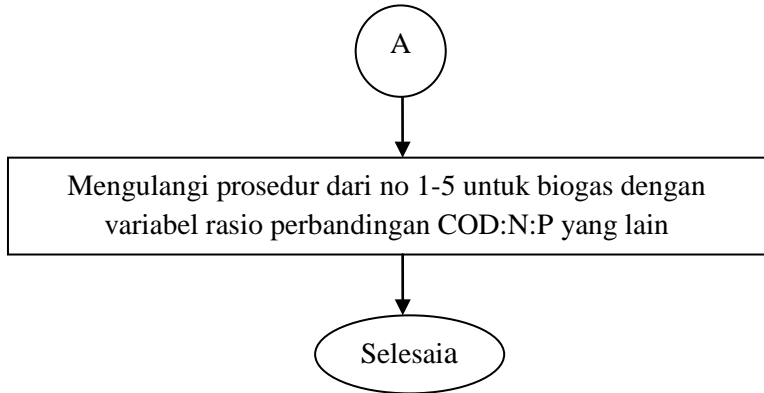 A
Mengulangi prosedur dari no 1-5 untuk biogas dengan
variabel rasio perbandingan COD:N:P yang lain
Selesaia